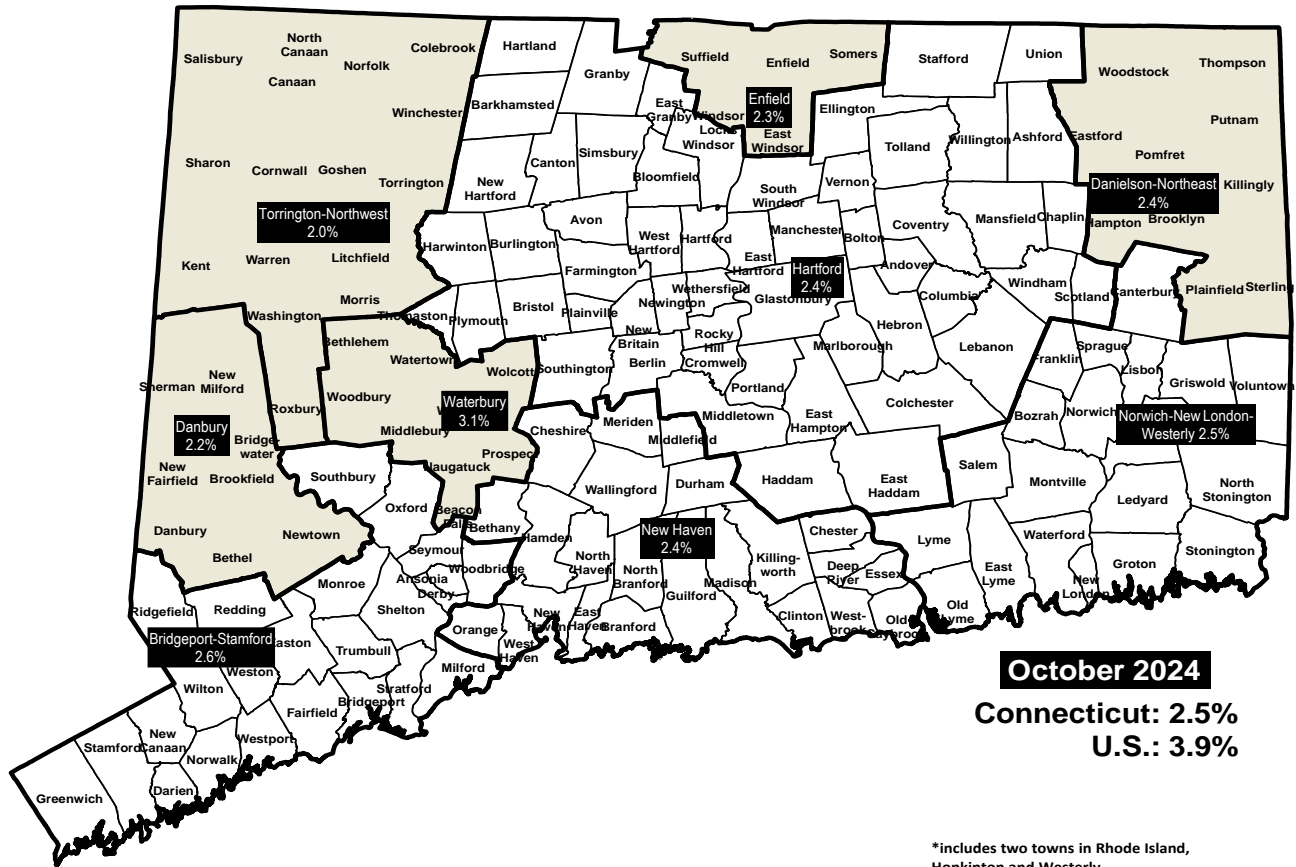 Salisbury
North
Canaan
Colebrook
Norfolk
Canaan
Winchester
Sharon
Cornwall
Goshen
Torrington
Torrington-Northwest
2.0%
Kent
Warren
Litchfield
Morris
Washington
Hartland
Granby
Barkhamsted
East
Granby
Windsor
Locks
Windsor
Canton
Simsbury
Bloomfield
New
Hartford
Suffield
Enfield
Somers
Enfield
2.3%
East
Windsor
Stafford
Union
Ellington
Tolland
Willington
Ashford
Vernon
South
Windsor
Woodstock
Thompson
Putnam
Eastford
Pomfret
Danielson-Northeast
2.4%
Killingly
Hampton
Brooklyn
Plainfield
Sterling
Harwinton
Burlington
Avon
West
Hartford
Hartford
Manchester
Bolton
Coventry
Mansfield
Chaplin
East
Hartford
Hartford
2.4%
Andover
Farmington
Wethersfield
Glastonbury
Newington
Columbia
Windham
Scotland
Canterbury
Thomaston
Plymouth
Bristol
Plainville
New
Britain
Rocky
Hill
Hebron
Marlborough
Lebanon
Southington
Berlin
Cromwell
Portland
East
Hampton
Colchester
Middletown
Middlefield
Haddam
East
Haddam
Bethlehem
Watertown
Wolcott
Woodbury
Waterbury
3.1%
Middlebury
Prospect
Naugatuck
Beacon
Falls
Sherman
New
Milford
Roxbury
Danbury
2.2%
Bridge-
water
New
Fairfield
Brookfield
Danbury
Newtown
Bethel
Southbury
Oxford
Cheshire
Meriden
Wallingford
Durham
Franklin
Sprague
Lisbon
Griswold
Voluntown
Bozrah
Norwich
Norwich-New London-
Westerly 2.5%
Salem
Montville
Ledyard
North
Stonington
Bethany
Hamden
North
Haven
New Haven
2.4%
North
Branford
Guilford
Madison
Killing-
worth
Chester
Deep
River
Essex
Lyme
East
Lyme
Waterford
New
London
Groton
Stonington
Seymour
Woodbridge
Ansonia
Derby
Monroe
Shelton
Orange
New
Haven
East
Haven
Branford
West
Haven
Clinton
West-
brook
Old
Saybrook
Old
Lyme
Ridgefield
Redding
Bridgeport-Stamford
2.6%
Easton
Trumbull
Weston
Milford
Stratford
Bridgeport
Wilton
Fairfield
New
Canaan
Westport
Stamford
Norwalk
Darien
Greenwich
October 2024
Connecticut: 2.5%
U.S.: 3.9%
*includes two towns in Rhode Island,
Hopkinton and Westerly